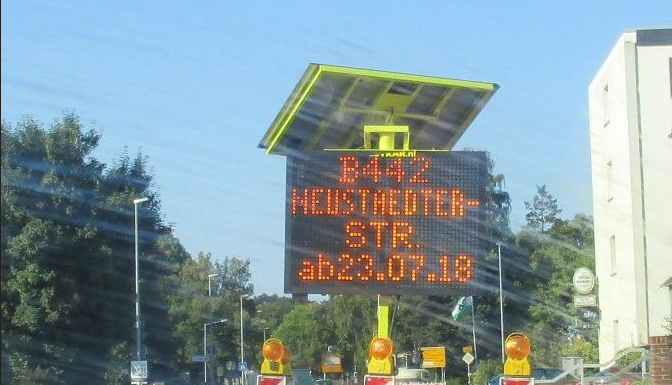 B442
NEUSTAEDTER-
STR.
ab23.07.18